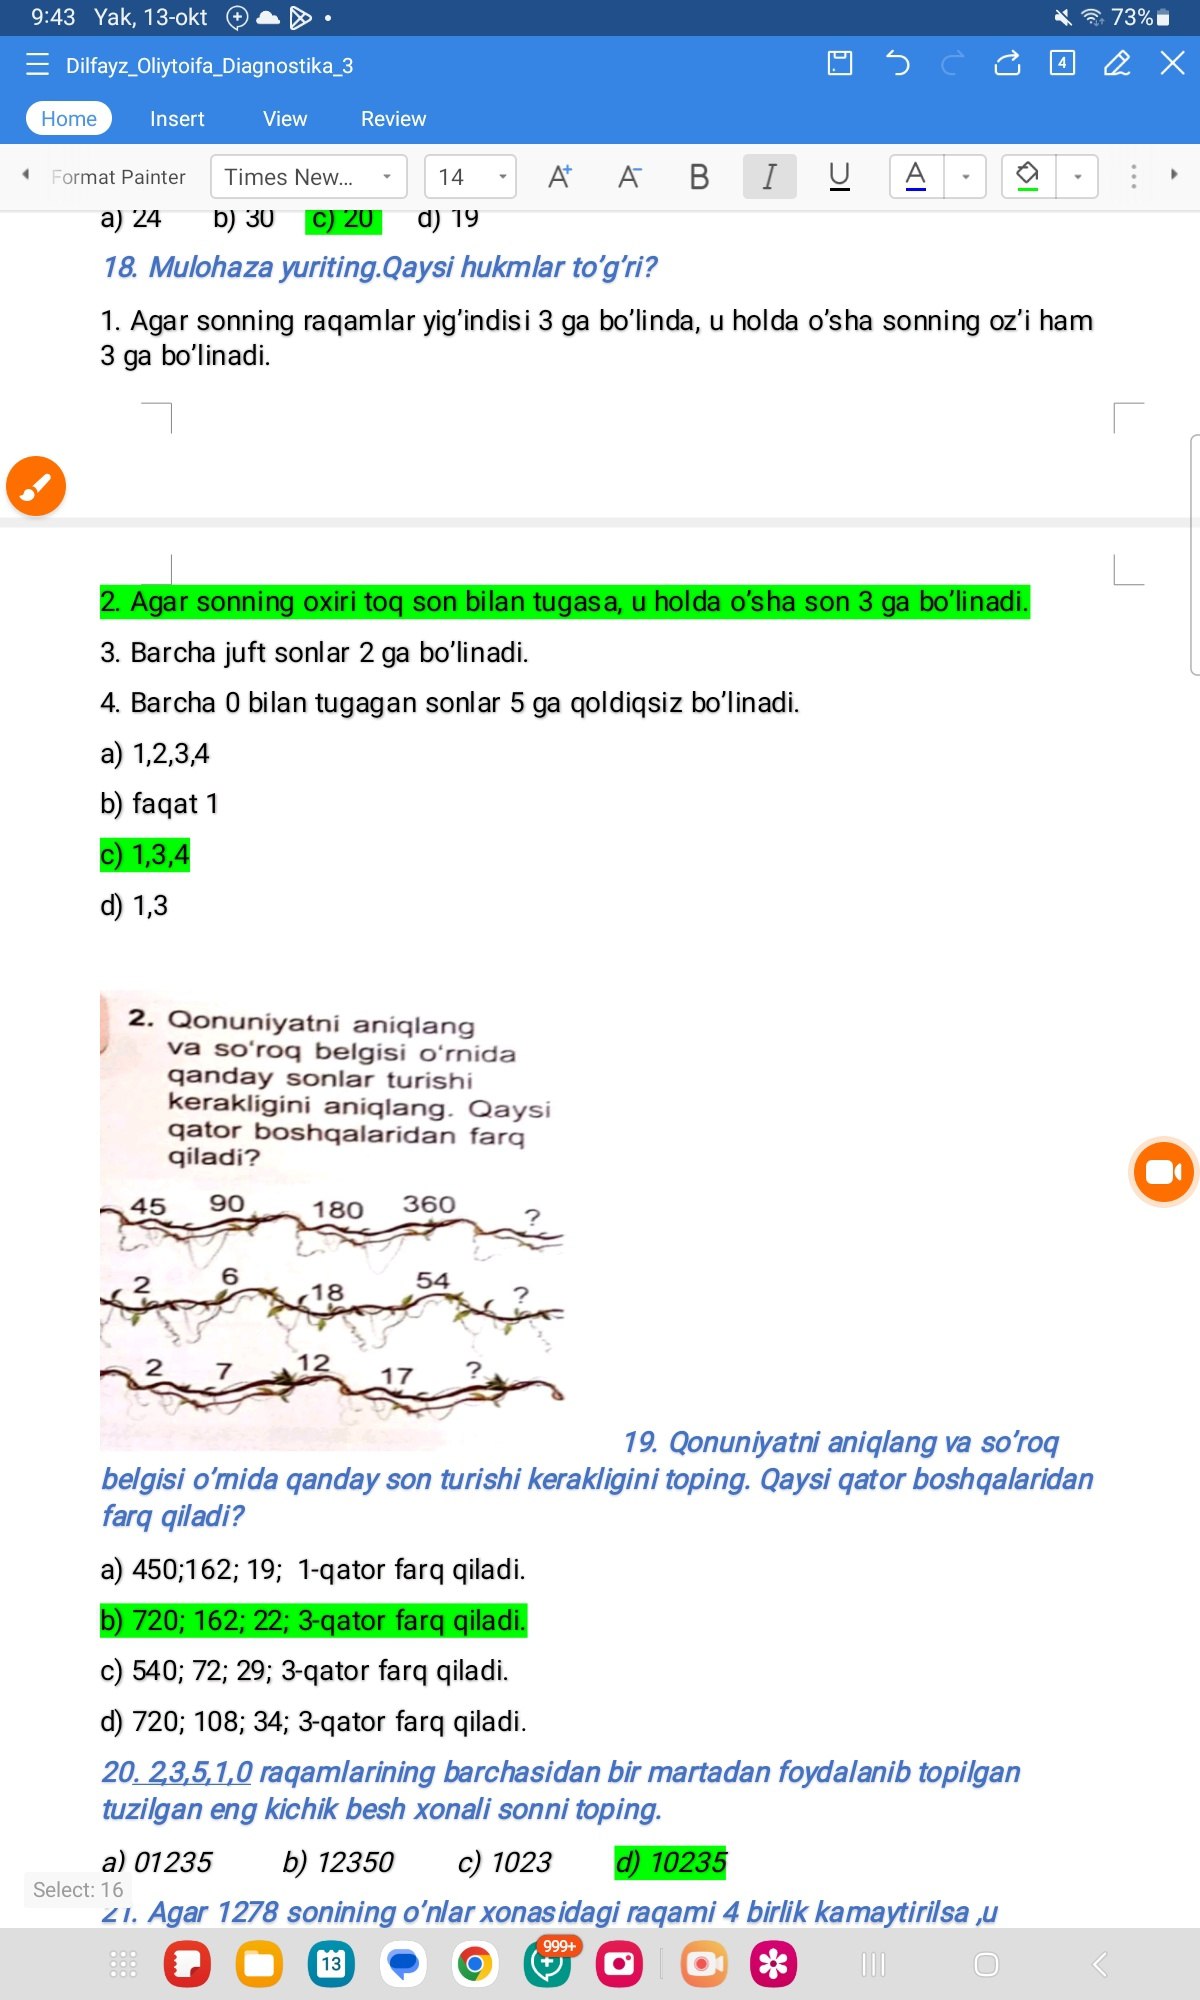 9:43 Yak, 13-okt
73%
Dilfayz_Oliytoifa_Diagnostika_3
4
Home Insert View Review
Format Painter Times New... 14 A+ A- B I U A
a) 24 b) 30 c) 20 d) 19
18. Mulohaza yuriting.Qaysi hukmlar to’g’ri?
1. Agar sonning raqamlar yig’indisi 3 ga bo’linda, u holda o’sha sonning oz’i ham
3 ga bo’linadi.
2. Agar sonning oxiri toq son bilan tugasa, u holda o’sha son 3 ga bo’linadi.
3. Barcha juft sonlar 2 ga bo’linadi.
4. Barcha 0 bilan tugagan sonlar 5 ga qoldiqsiz bo’linadi.
a) 1,2,3,4
b) faqat 1
c) 1,3,4
d) 1,3
2. Qonuniyatni aniqlang
va so‘roq belgisi o‘rnida
qanday sonlar turishi
kerakligini aniqlang. Qaysi
qator boshqalaridan farq
qiladi?
45 90 180 360 ?
2 6 18 54 ?
2 7 12 17 ?
19. Qonuniyatni aniqlang va so’roq
belgisi o’rnida qanday son turishi kerakligini toping. Qaysi qator boshqalaridan
farq qiladi?
a) 450;162; 19; 1-qator farq qiladi.
b) 720; 162; 22; 3-qator farq qiladi.
c) 540; 72; 29; 3-qator farq qiladi.
d) 720; 108; 34; 3-qator farq qiladi.
20. 2,3,5,1,0 raqamlarining barchasidan bir martadan foydalanib topilgan
tuzilgan eng kichik besh xonali sonni toping.
a) 01235 b) 12350 c) 1023 d) 10235
Select: 16
21. Agar 1278 sonining o’nlar xonasidagi raqami 4 birlik kamaytirilsa ,u
13
999+